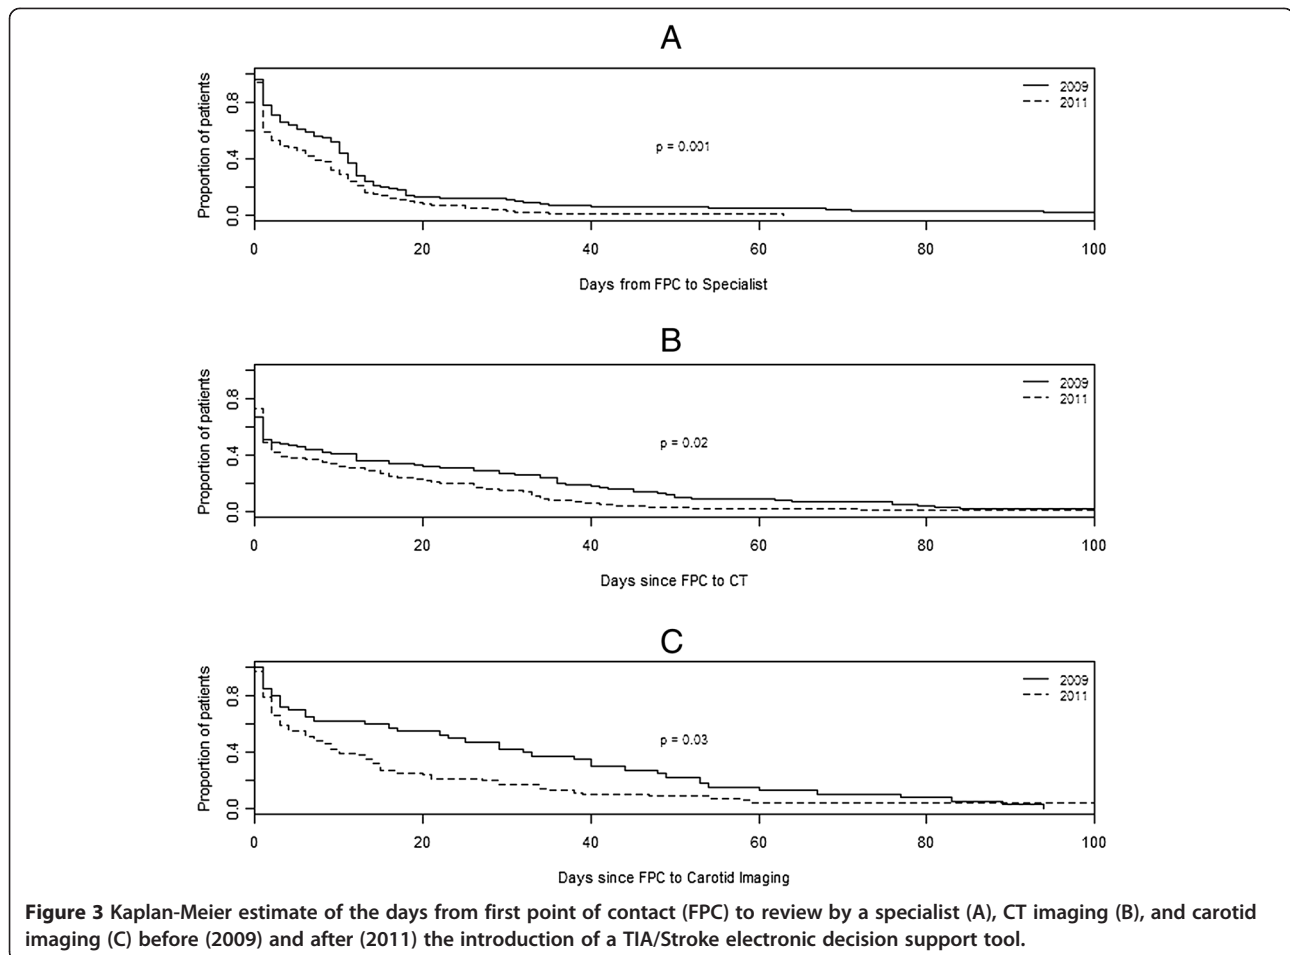 A
Proportion of patients
0.8
0.4
0.0
2009
2011
p = 0.001
0 20 40 60 80 100
Days from FPC to Specialist
B
Proportion of patients
0.8
0.4
0.0
2009
2011
p = 0.02
0 20 40 60 80 100
Days since FPC to CT
C
Proportion of patients
0.8
0.4
0.0
2009
2011
p = 0.03
0 20 40 60 80 100
Days since FPC to Carotid Imaging
Figure 3 Kaplan-Meier estimate of the days from first point of contact (FPC) to review by a specialist (A), CT imaging (B), and carotid
imaging (C) before (2009) and after (2011) the introduction of a TIA/Stroke electronic decision support tool.